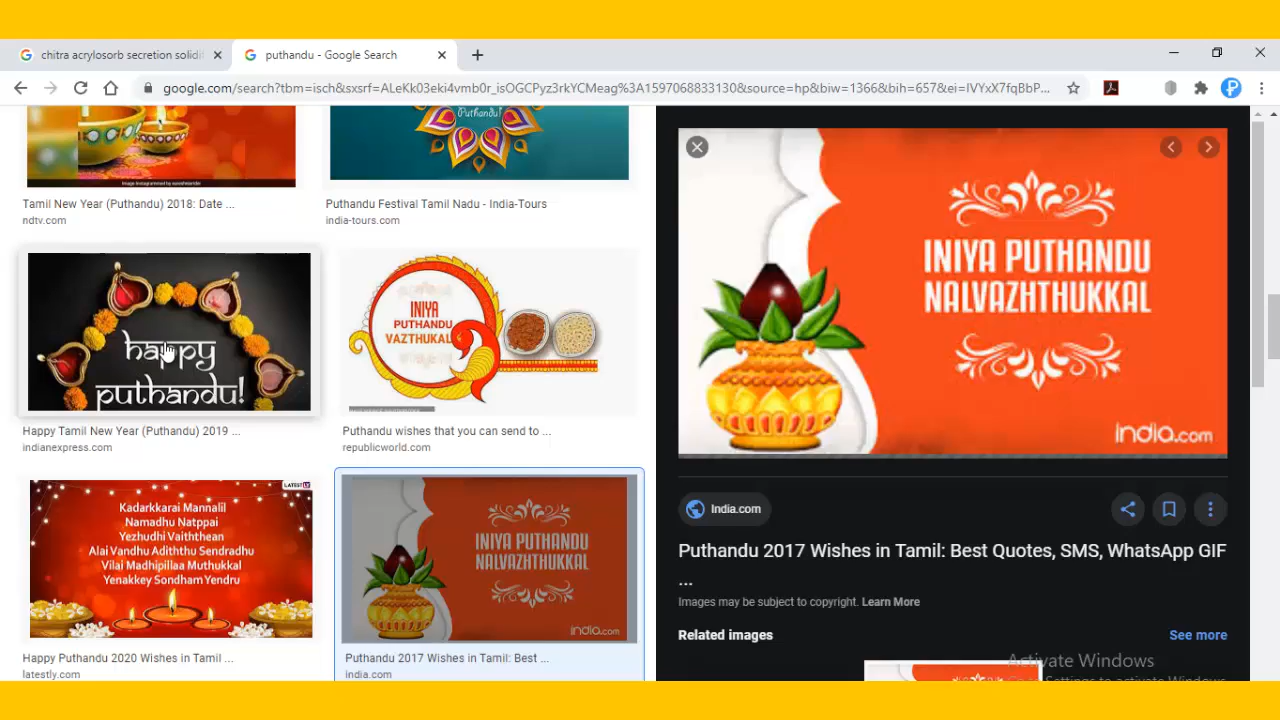 chitra acrylosorb secretion solidi
puthandu - Google Search
google.com/search?tbm=isch&sxsrf=ALeKk03eki4vmb0r_isOGCPyz3rkYCMeag%3A1597068833130&source=hp&biw=1366&bih=657&ei=IVYxX7fqBbP...
Puthandu!
Tamil New Year (Puthandu) 2018: Date ...
ndtv.com
Puthandu Festival Tamil Nadu - India-Tours
india-tours.com
happy
puthandu!
INIYA
PUTHANDU
VAZTHUKAL
Happy Tamil New Year (Puthandu) 2019 ...
indianexpress.com
Puthandu wishes that you can send to ...
republicworld.com
LATESTLY
Kadarkkarai Mannalil
Namadhu Natppai
Yezhudhi Vaiththean
Alai Vandhu Adiththu Sendradhu
Vilai Madhipillaa Muthukkal
Yenakkey Sondham Yendru
INIYA PUTHANDU
NALVAZHTHUKKAL
india.com
Happy Puthandu 2020 Wishes in Tamil ...
latestly.com
Puthandu 2017 Wishes in Tamil: Best ...
india.com
INIYA PUTHANDU
NALVAZHTHUKKAL
india.com
India.com
Puthandu 2017 Wishes in Tamil: Best Quotes, SMS, WhatsApp GIF
...
Images may be subject to copyright. Learn More
Related images
See more
Activate Windows